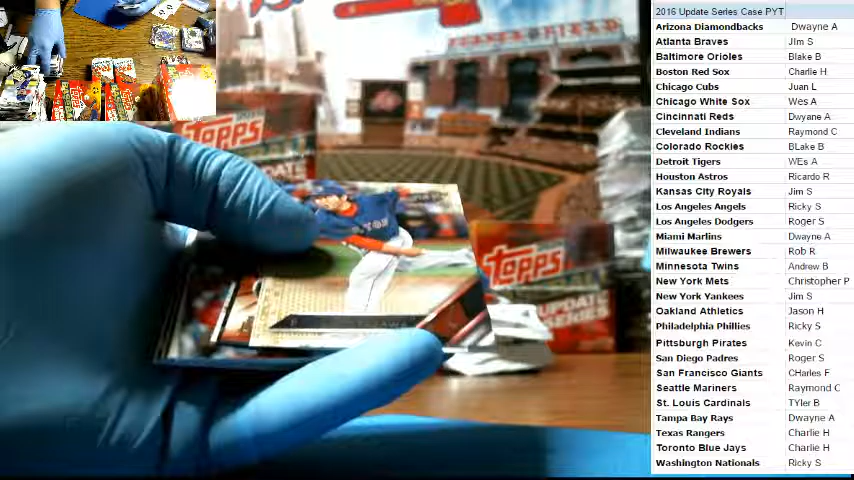 2016 Update Series Case PYT
Arizona Diamondbacks Dwayne A
Atlanta Braves JIm S
Baltimore Orioles Blake B
Boston Red Sox Charlie H
Chicago Cubs Juan L
Chicago White Sox Wes A
Cincinnati Reds Dwyane A
Cleveland Indians Raymond C
Colorado Rockies BLake B
Detroit Tigers WEs A
Houston Astros Ricardo R
Kansas City Royals Jim S
Los Angeles Angels Ricky S
Los Angeles Dodgers Roger S
Miami Marlins Dwayne A
Milwaukee Brewers Rob R
Minnesota Twins Andrew B
New York Mets Christopher P
New York Yankees Jim S
Oakland Athletics Jason H
Philadelphia Phillies Ricky S
Pittsburgh Pirates Kevin C
San Diego Padres Roger S
San Francisco Giants CHarles F
Seattle Mariners Raymond C
St. Louis Cardinals TYler B
Tampa Bay Rays Dwayne A
Texas Rangers Charlie H
Toronto Blue Jays Charlie H
Washington Nationals Ricky S
TOPPS
UPDATE
topps
UPDATE
SERIES